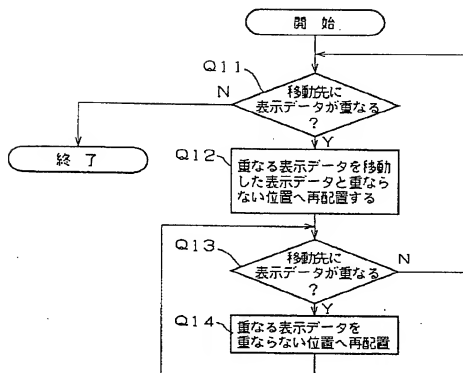 開始
Q11
移動先に
表示データが重なる
?
N
Y
終了
Q12
重なる表示データを移動
した表示データと重なら
ない位置へ再配置する
Q13
移動先に
表示データが重なる
?
N
Y
Q14
重なる表示データを
重ならない位置へ再配置